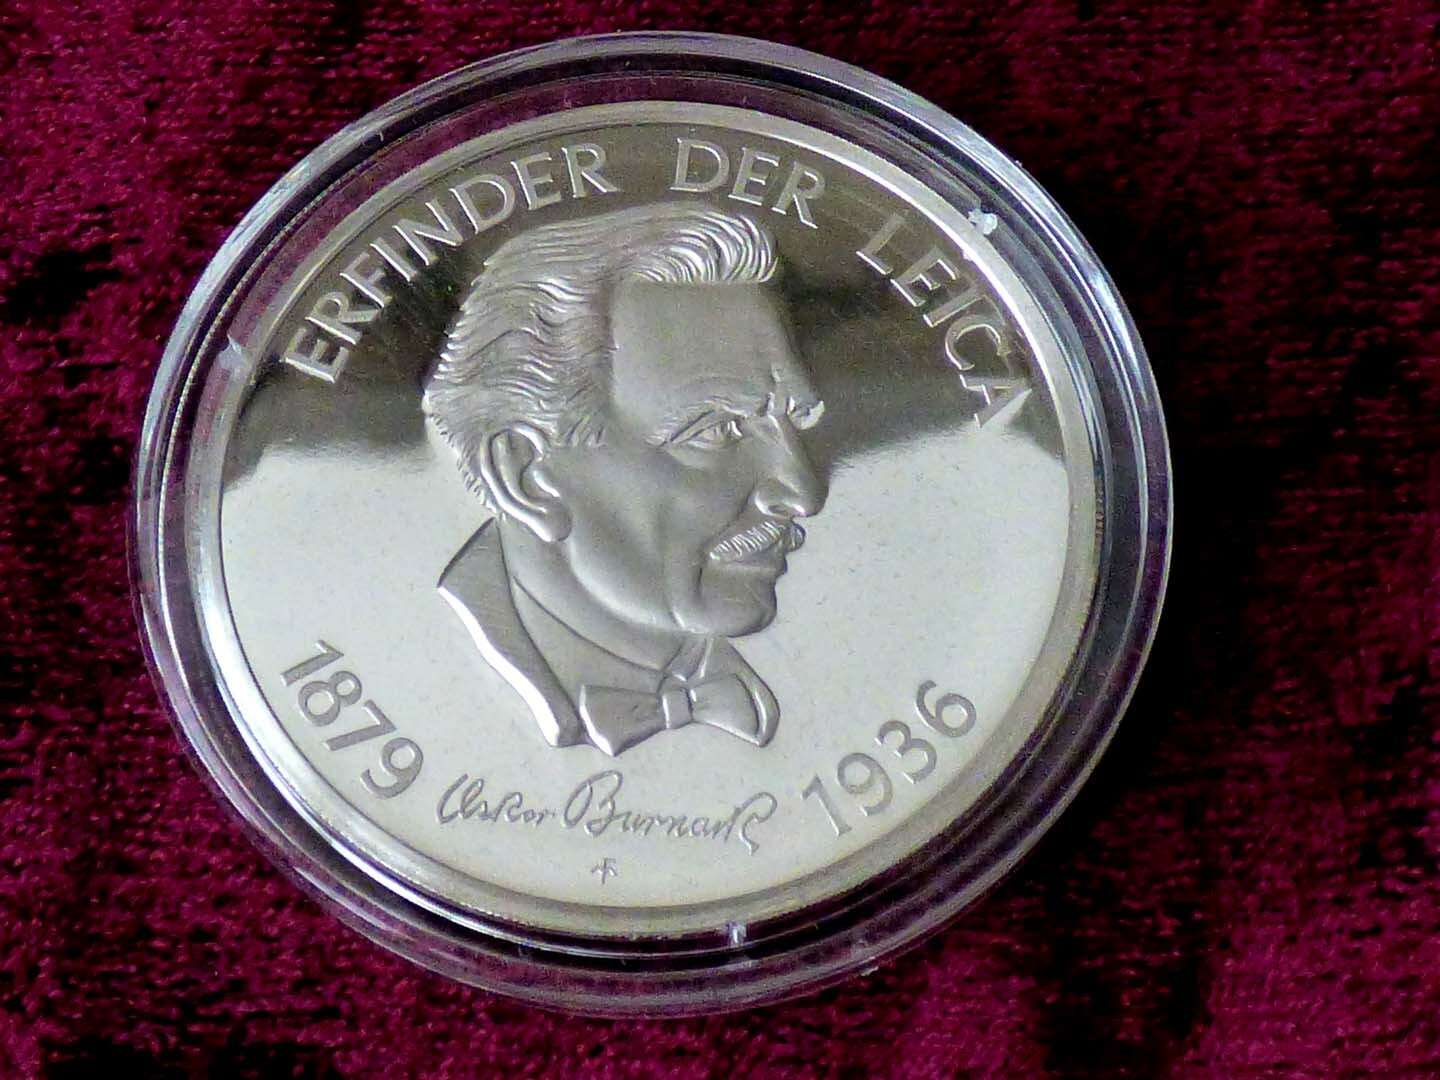 ERFINDER DER LEICA
1879
Oskar Barnack
1936